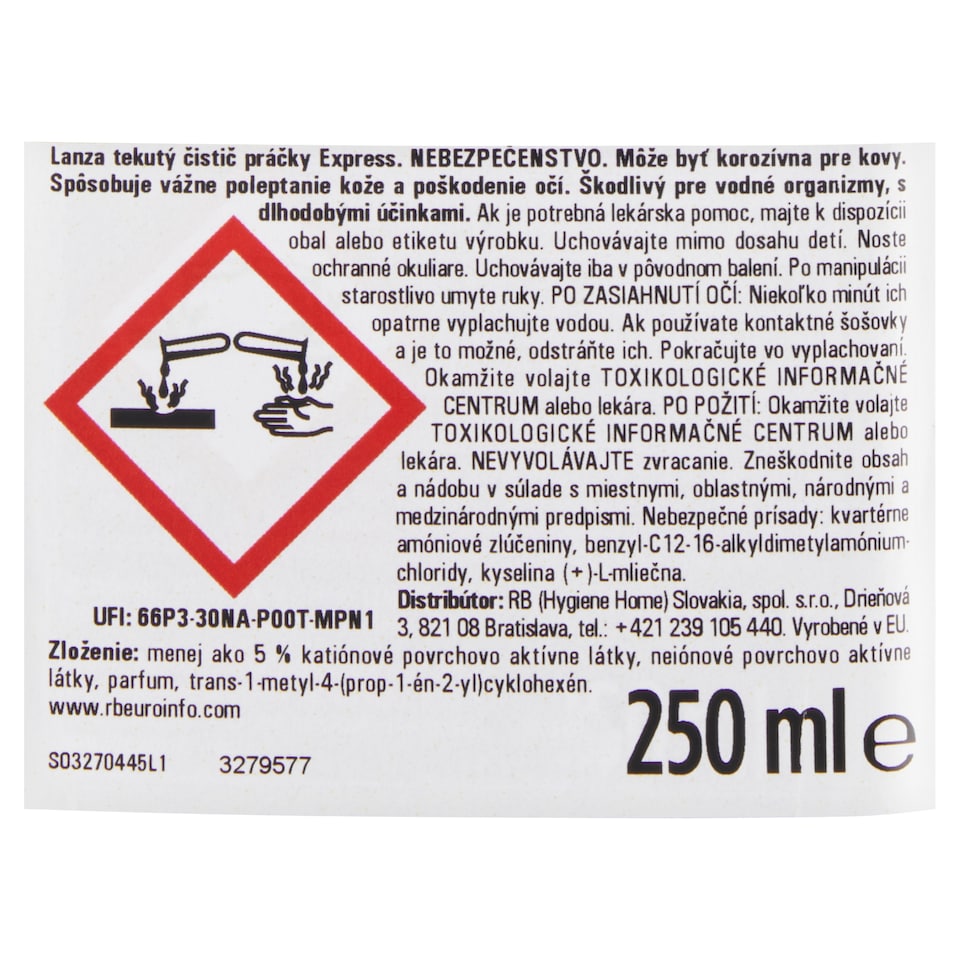 Lanza tekutý čistič práčky Express. NEBEZPEČENSTVO. Môže byť korozívna pre kovy.
Spôsobuje vážne poleptanie kože a poškodenie očí. Škodlivý pre vodné organizmy, s
dlhodobými účinkami. Ak je potrebná lekárska pomoc, majte k dispozícii
obal alebo etiketu výrobku. Uchovávajte mimo dosahu detí. Noste
ochranné okuliare. Uchovávajte iba v pôvodnom balení. Po manipulácii
starostlivo umyte ruky. PO ZASIAHNUTÍ OČÍ: Niekoľko minút ich
opatrne vyplachujte vodou. Ak používate kontaktné šošovky
a je to možné, odstráňte ich. Pokračujte vo vyplachovaní.
Okamžite volajte TOXIKOLOGICKÉ INFORMAČNÉ
CENTRUM alebo lekára. PO POŽITÍ: Okamžite volajte
TOXIKOLOGICKÉ INFORMAČNÉ CENTRUM alebo
lekára. NEVYVOLÁVAJTE zvracanie. Zneškodnite obsah
a nádobu v súlade s miestnymi, oblastnými, národnými a
medzinárodnými predpismi. Nebezpečné prísady: kvartérne
amóniové zlúčeniny, benzyl-C12-16-alkyldimetylamónium-
chloridy, kyselina (+)-L-mliečna.
UFI: 66P3-30NA-P00T-MPN1
Distribútor: RB (Hygiene Home) Slovakia, spol. s.r.o., Drieňová
3, 821 08 Bratislava, tel.: +421 239 105 440. Vyrobené v EU.
Zloženie: menej ako 5 % katiónové povrchovo aktívne látky, neiónové povrchovo aktívne
látky, parfum, trans-1-metyl-4-(prop-1-én-2-yl)cyklohexén.
www.rbeuroinfo.com
250 ml e
S03270445L1 3279577